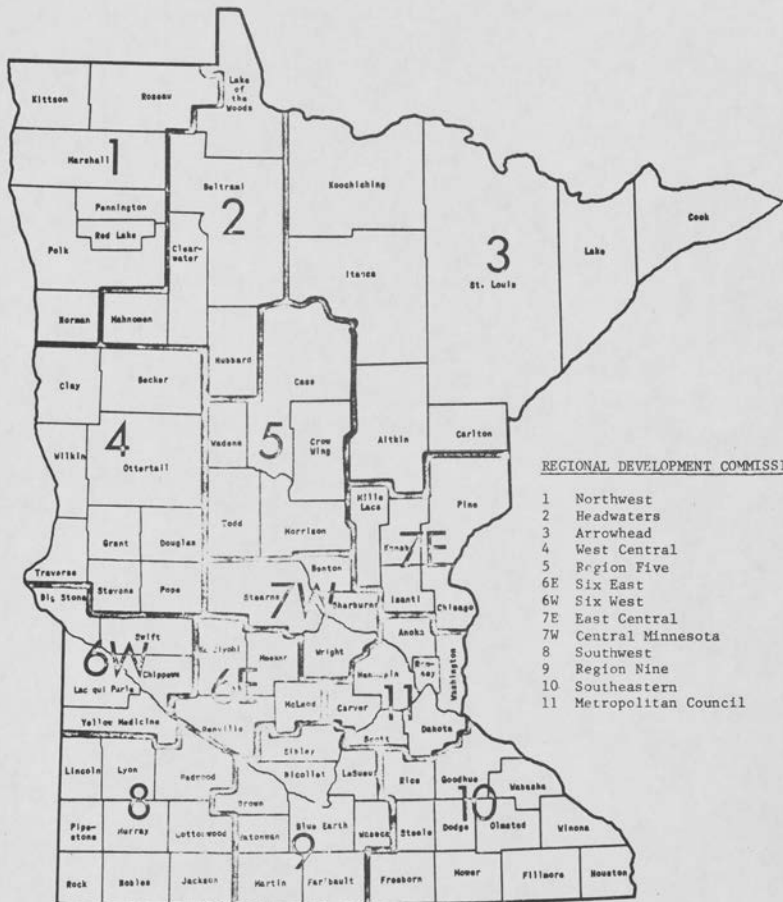 Kittson
Roseau
Lake of the Woods
Marshall
1
Beltrami
2
Koochiching
Pennington
Red Lake
Polk
Clear-water
Itasca
3
St. Louis
Lake
Cook
Norman
Mahnomen
Hubbard
Cass
Clay
Becker
Wadena
5
Crow Wing
Aitkin
Carlton
Wilkin
4
Ottertail
Mille Lacs
Pine
REGIONAL DEVELOPMENT COMMISSI
1 Northwest
2 Headwaters
3 Arrowhead
4 West Central
5 Region Five
6E Six East
6W Six West
7E East Central
7W Central Minnesota
8 Southwest
9 Region Nine
10 Southeastern
11 Metropolitan Council
Todd
Morrison
7E
Grant
Douglas
Traverse
Big Stone
Stevens
Pope
Stearns
7W
Benton
Sherburne
Isanti
Chisago
Swift
6W
Chippewa
Meeker
6E
Wright
Anoka
Hennepin
Washington
Lac qui Parle
McLeod
Carver
11
Yellow Medicine
Renville
Scott
Dakota
Sibley
Lincoln
Lyon
Redwood
Nicollet
LeSueur
Rice
Goodhue
Wabasha
8
Brown
10
Pipe-stone
Murray
Cottonwood
Watonwan
Blue Earth
Waseca
Steele
Dodge
Olmsted
Winona
9
Rock
Nobles
Jackson
Martin
Faribault
Freeborn
Mower
Fillmore
Houston